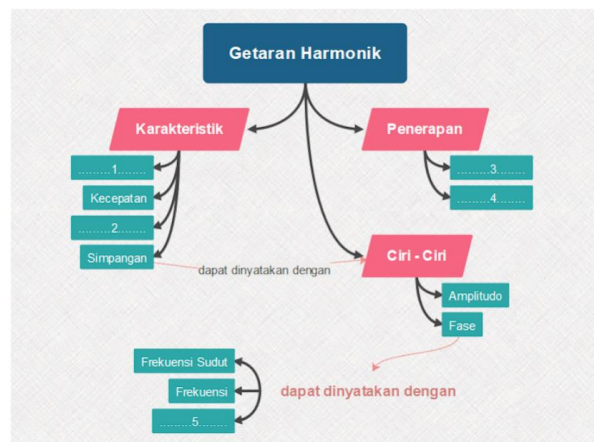 Getaran Harmonik
Karakteristik
.........1........
Kecepatan
.........2........
Simpangan
dapat dinyatakan dengan
Penerapan
.........3........
.........4........
Ciri - Ciri
Amplitudo
Fase
dapat dinyatakan dengan
Frekuensi Sudut
Frekuensi
.........5........